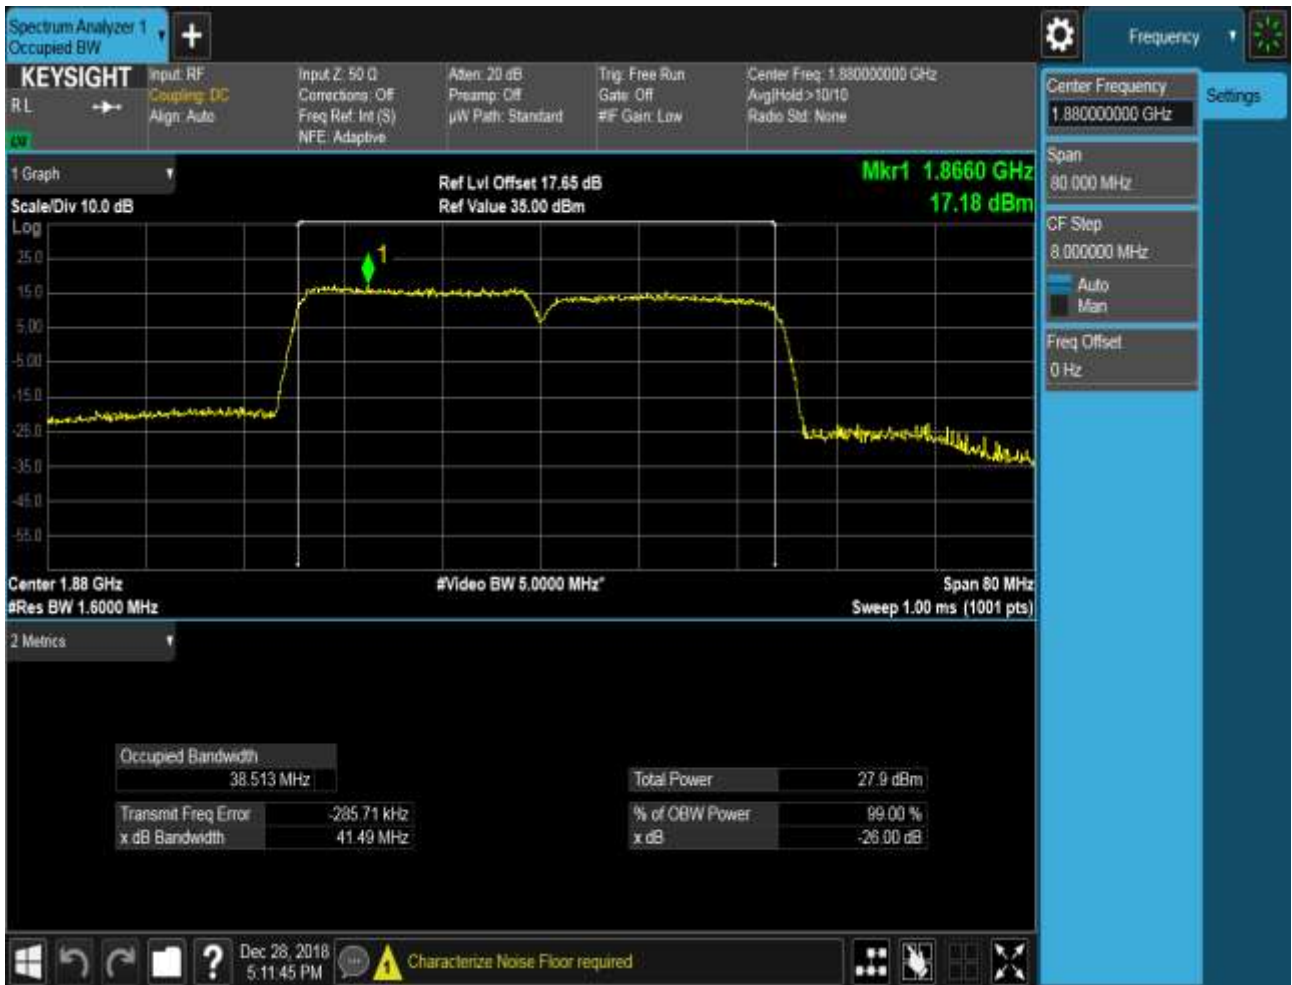 Spectrum Analyzer 1
Occupied BW
+
Frequency
KEYSIGHT
RL
Input: RF
Coupling: DC
Align: Auto
Input Z: 50 Ω
Corrections: Off
Freq Ref: Int (S)
NFE: Adaptive
Atten: 20 dB
Preamp: Off
µW Path: Standard
Trig: Free Run
Gate: Off
#IF Gain: Low
Center Freq: 1.880000000 GHz
Avg|Hold:>10/10
Radio Std: None
Center Frequency
1.880000000 GHz
Settings
Span
80.000 MHz
CF Step
8.000000 MHz
Auto
Man
Freq Offset
0 Hz
1 Graph
Scale/Div 10.0 dB
Ref Lvl Offset 17.65 dB
Ref Value 35.00 dBm
Mkr1 1.8660 GHz
17.18 dBm
Log
25.0
15.0
5.00
-5.00
-15.0
-25.0
-35.0
-45.0
-55.0
1
Center 1.88 GHz
#Video BW 5.0000 MHz*
Span 80 MHz
#Res BW 1.6000 MHz
Sweep 1.00 ms (1001 pts)
2 Metrics
Occupied Bandwidth
38.513 MHz
Total Power 27.9 dBm
Transmit Freq Error -285.71 kHz
% of OBW Power 99.00 %
x dB Bandwidth 41.49 MHz
x dB -26.00 dB
?
Dec 28, 2018
5:11:45 PM
1
Characterize Noise Floor required